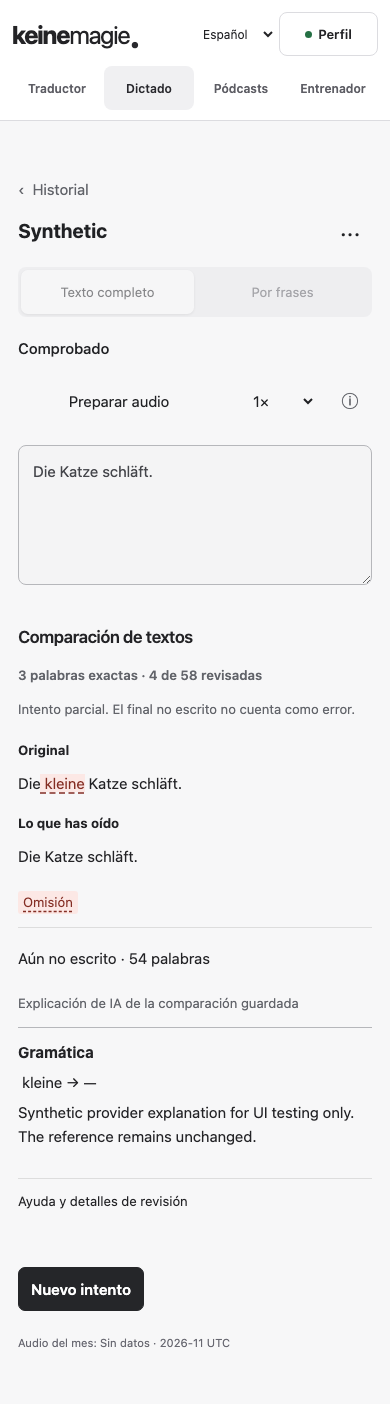 keinemagie.
Español
Perfil
Traductor
Dictado
Pódcasts
Entrenador
‹ Historial
Synthetic
...
Texto completo
Por frases
Comprobado
Preparar audio
1×
ⓘ
Die Katze schläft.
Comparación de textos
3 palabras exactas · 4 de 58 revisadas
Intento parcial. El final no escrito no cuenta como error.
Original
Die kleine Katze schläft.
Lo que has oído
Die Katze schläft.
Omisión
Aún no escrito · 54 palabras
Explicación de IA de la comparación guardada
Gramática
kleine → —
Synthetic provider explanation for UI testing only.
The reference remains unchanged.
Ayuda y detalles de revisión
Nuevo intento
Audio del mes: Sin datos · 2026-11 UTC